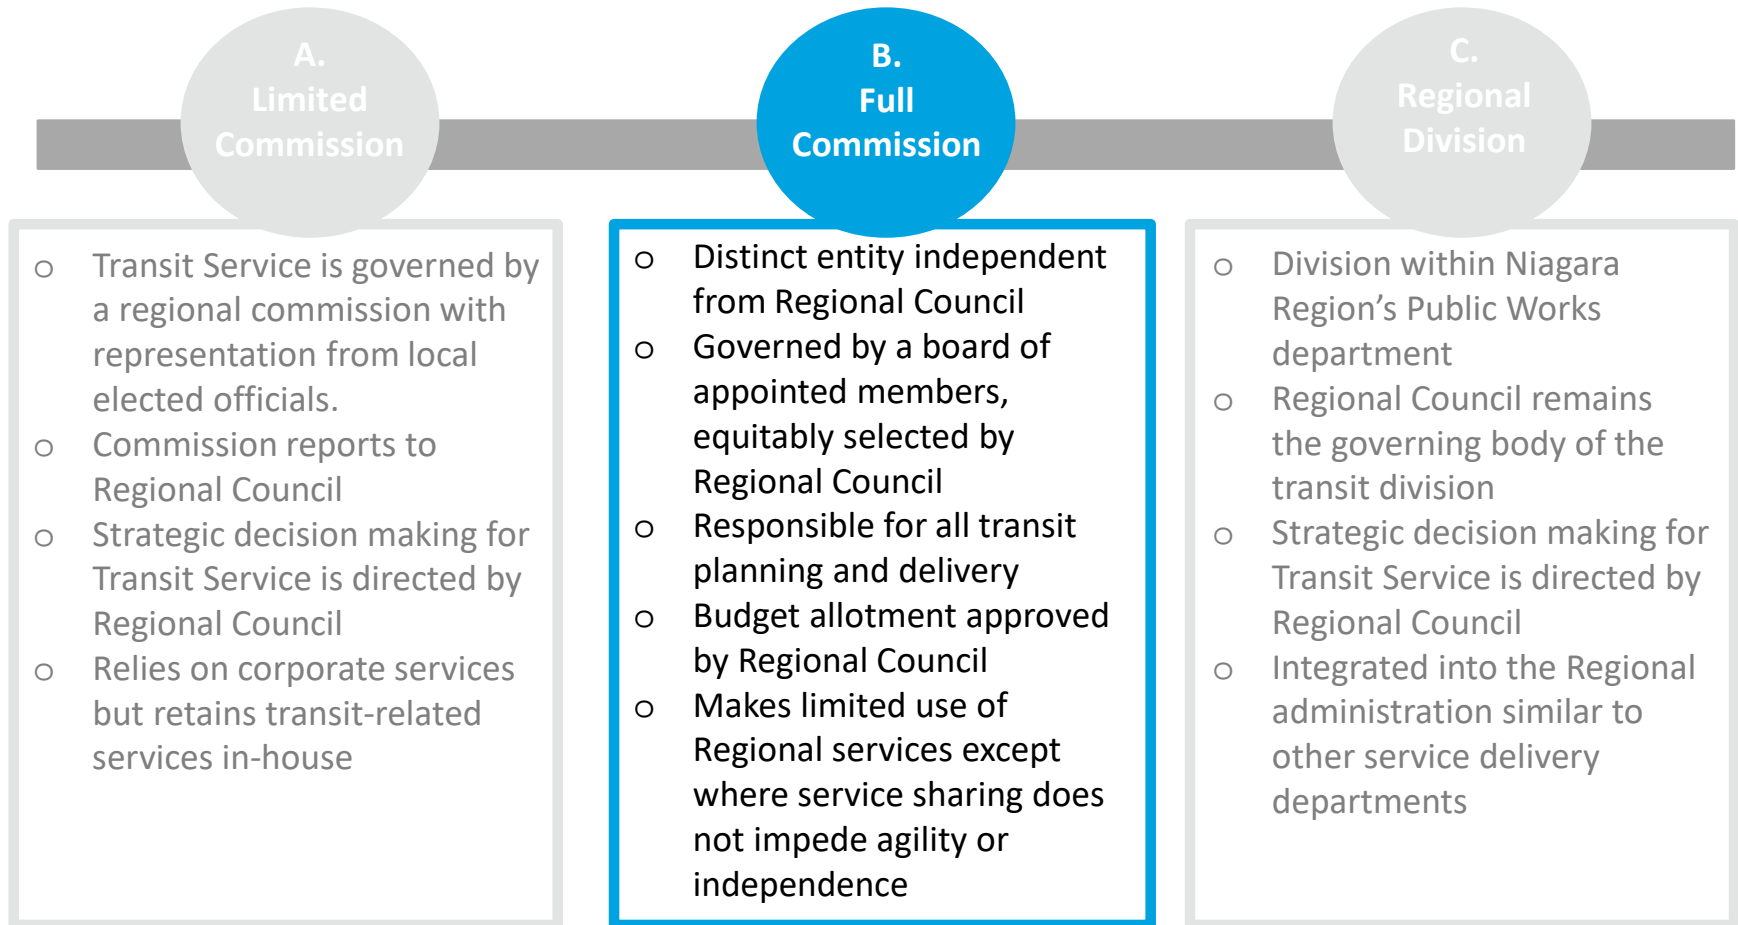 A.
Limited
Commission
o Transit Service is governed by
a regional commission with
representation from local
elected officials.
o Commission reports to
Regional Council
o Strategic decision making for
Transit Service is directed by
Regional Council
o Relies on corporate services
but retains transit-related
services in-house
B.
Full
Commission
o Distinct entity independent
from Regional Council
o Governed by a board of
appointed members,
equitably selected by
Regional Council
o Responsible for all transit
planning and delivery
o Budget allotment approved
by Regional Council
o Makes limited use of
Regional services except
where service sharing does
not impede agility or
independence
C.
Regional
Division
o Division within Niagara
Region’s Public Works
department
o Regional Council remains
the governing body of the
transit division
o Strategic decision making for
Transit Service is directed by
Regional Council
o Integrated into the Regional
administration similar to
other service delivery
departments